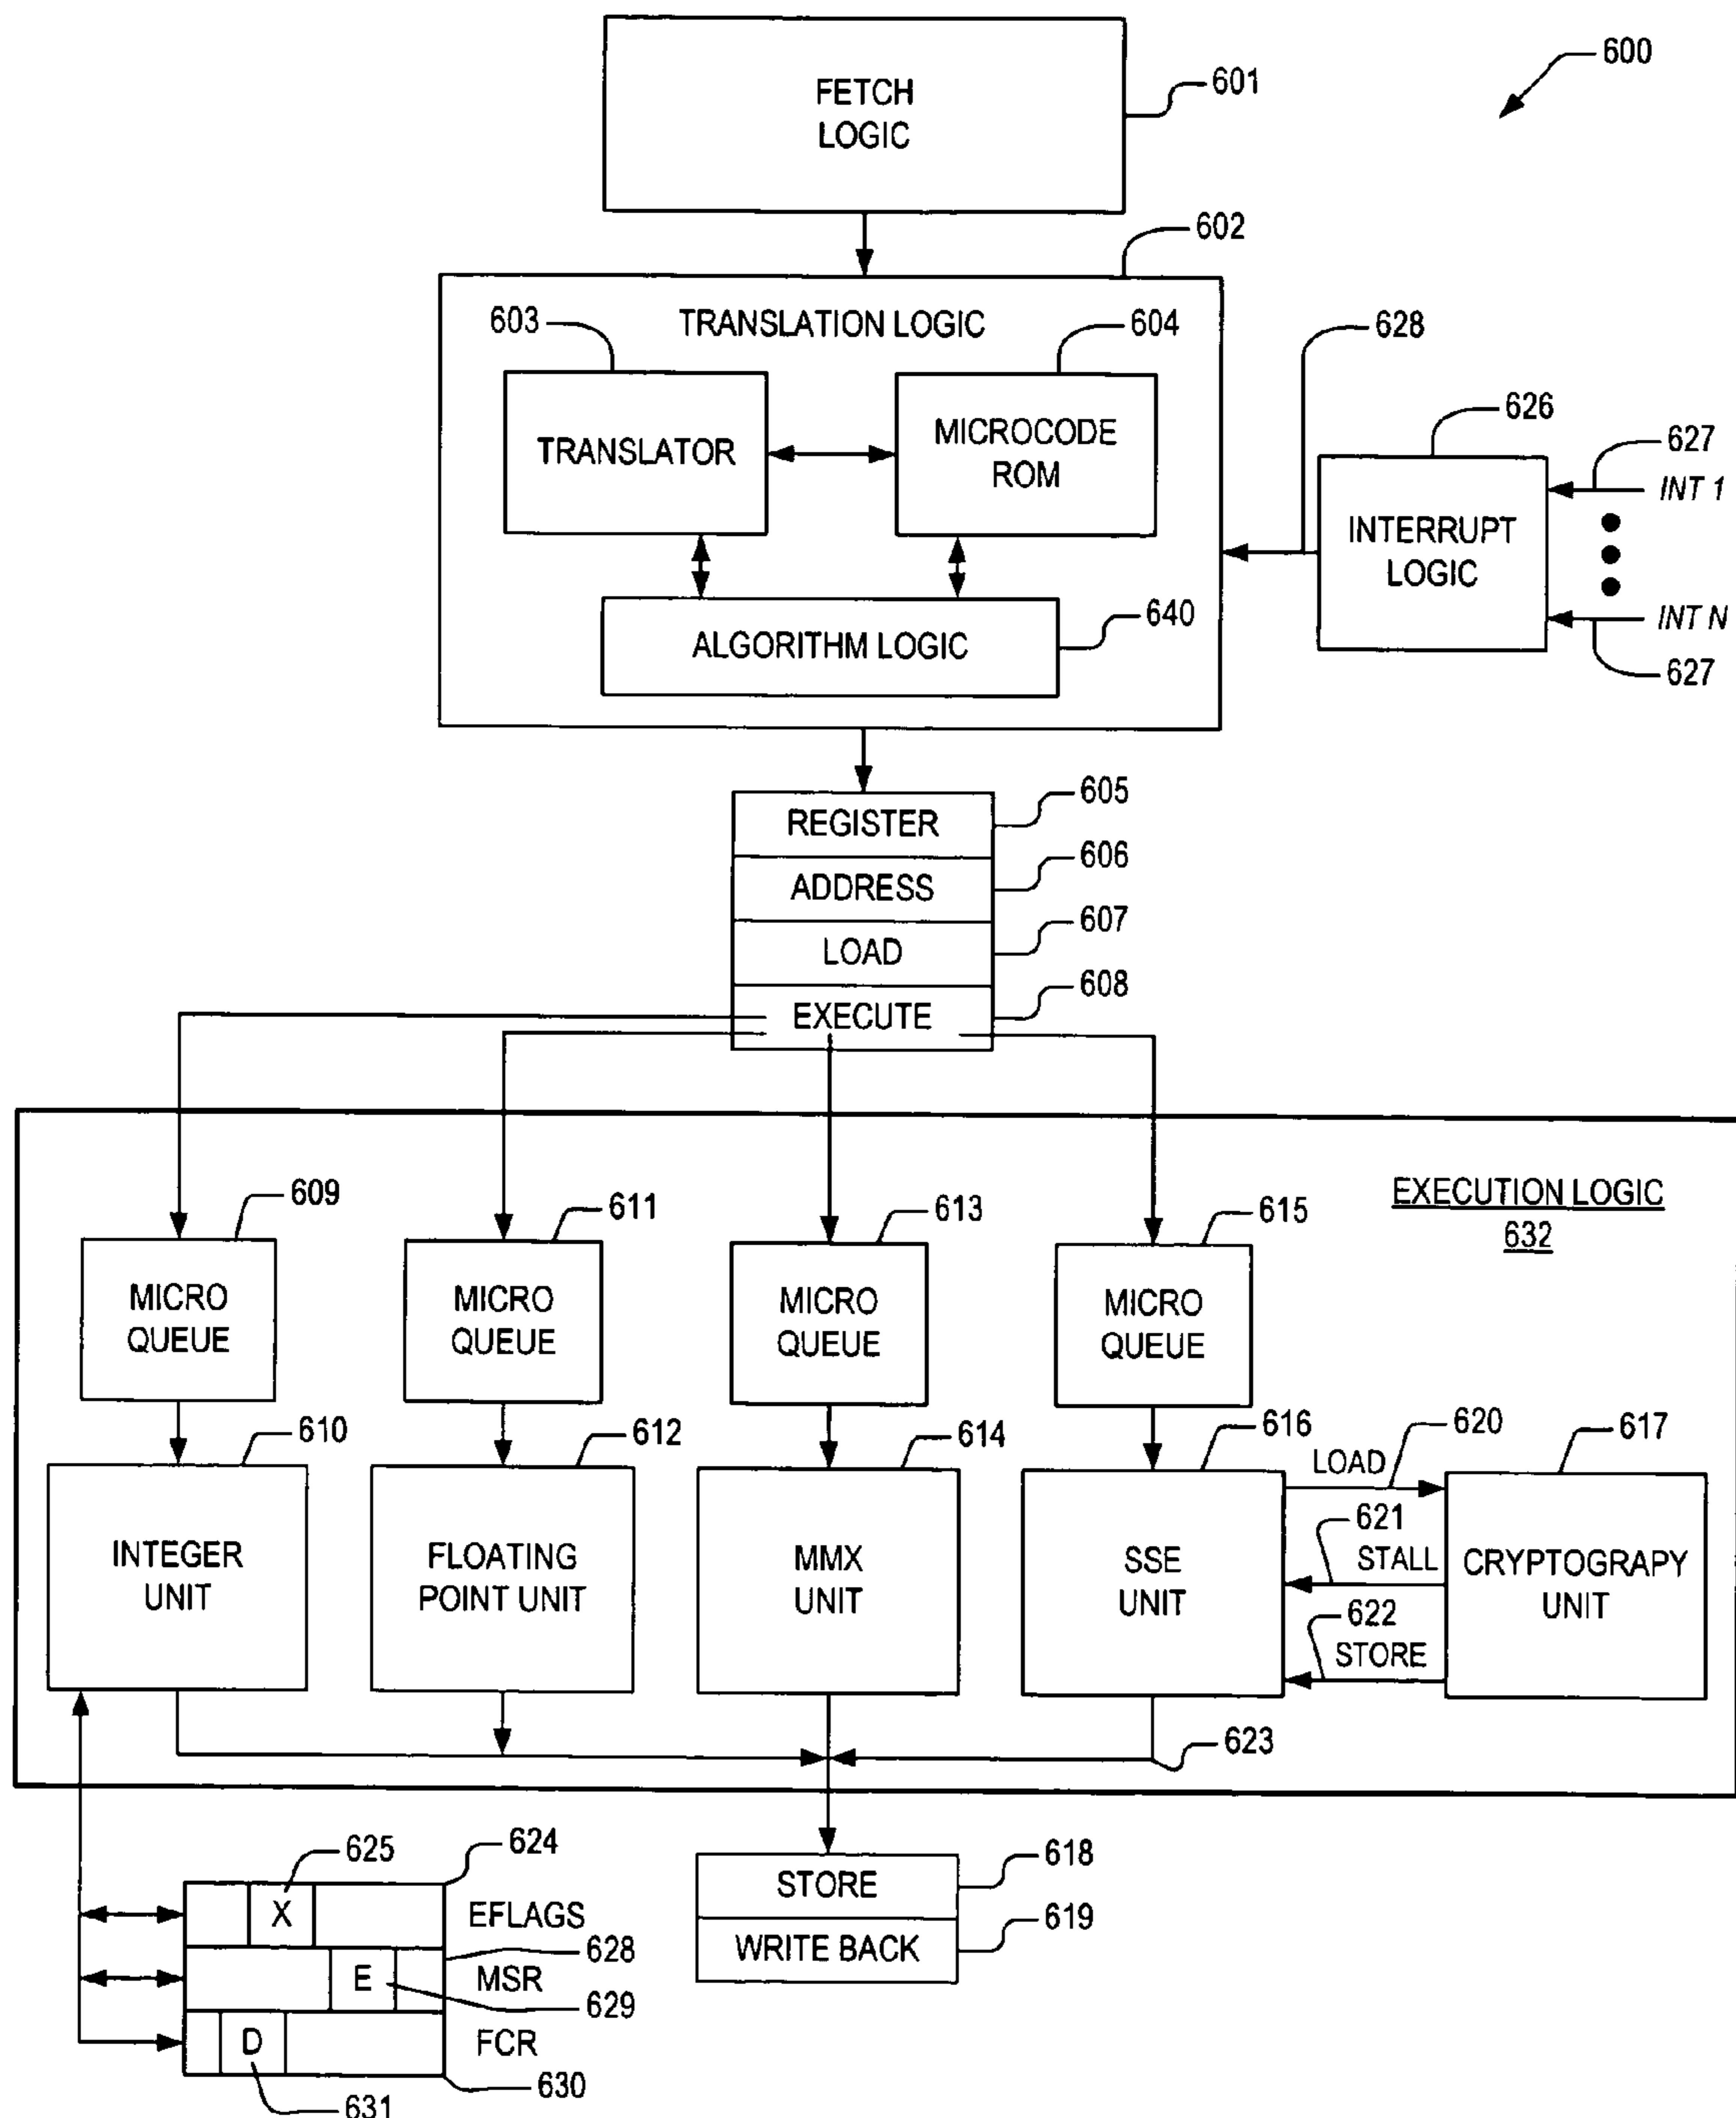 600
FETCH
LOGIC
601
602
TRANSLATION LOGIC
603
604
628
TRANSLATOR
MICROCODE
ROM
626
627
INT 1
INTERRUPT
LOGIC
INT N
627
ALGORITHM LOGIC
640
REGISTER
605
ADDRESS
606
LOAD
607
EXECUTE
608
EXECUTION LOGIC
632
609
611
613
615
MICRO
QUEUE
MICRO
QUEUE
MICRO
QUEUE
MICRO
QUEUE
610
612
614
616
LOAD
620
617
INTEGER
UNIT
FLOATING
POINT UNIT
MMX
UNIT
SSE
UNIT
621
STALL
622
STORE
CRYPTOGRAPY
UNIT
623
625
624
X
EFLAGS
628
E
MSR
629
D
FCR
630
631
STORE
618
WRITE BACK
619